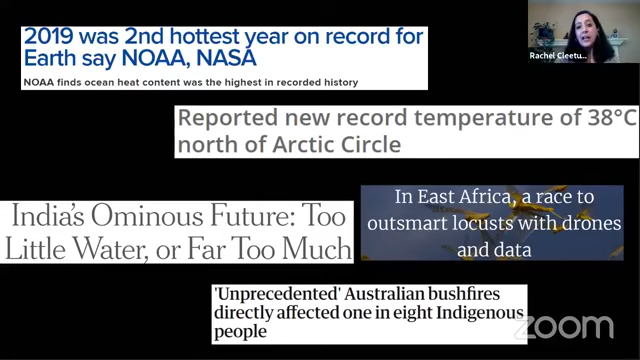 2019 was 2nd hottest year on record for
Earth say NOAA, NASA
NOAA finds ocean heat content was the highest in recorded history
Rachel Cleetu...
Reported new record temperature of 38°C
north of Arctic Circle
India's Ominous Future: Too
Little Water, or Far Too Much
In East Africa, a race to
outsmart locusts with drones
and data
'Unprecedented' Australian bushfires
directly affected one in eight Indigenous
people
zoom